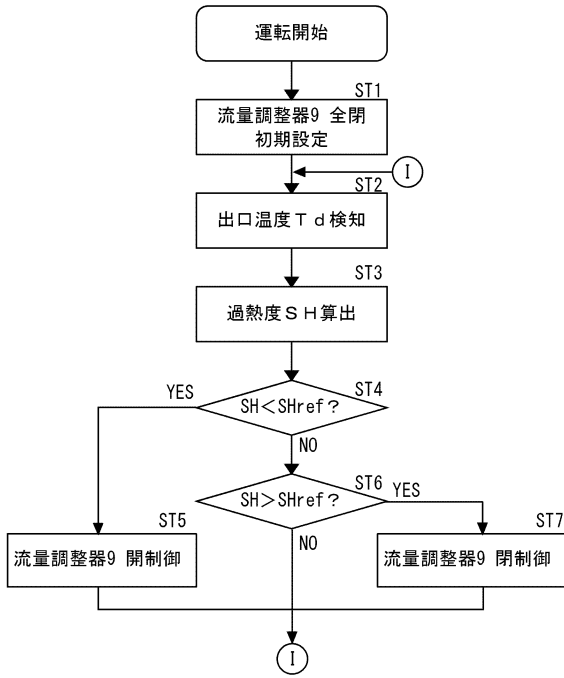 運転開始
ST1
流量調整器9 全閉
初期設定
I
ST2
出口温度Td検知
ST3
過熱度SH算出
ST4
YES
SH<SHref?
NO
ST6
SH>SHref?
YES
NO
ST5
流量調整器9 開制御
ST7
流量調整器9 閉制御
I